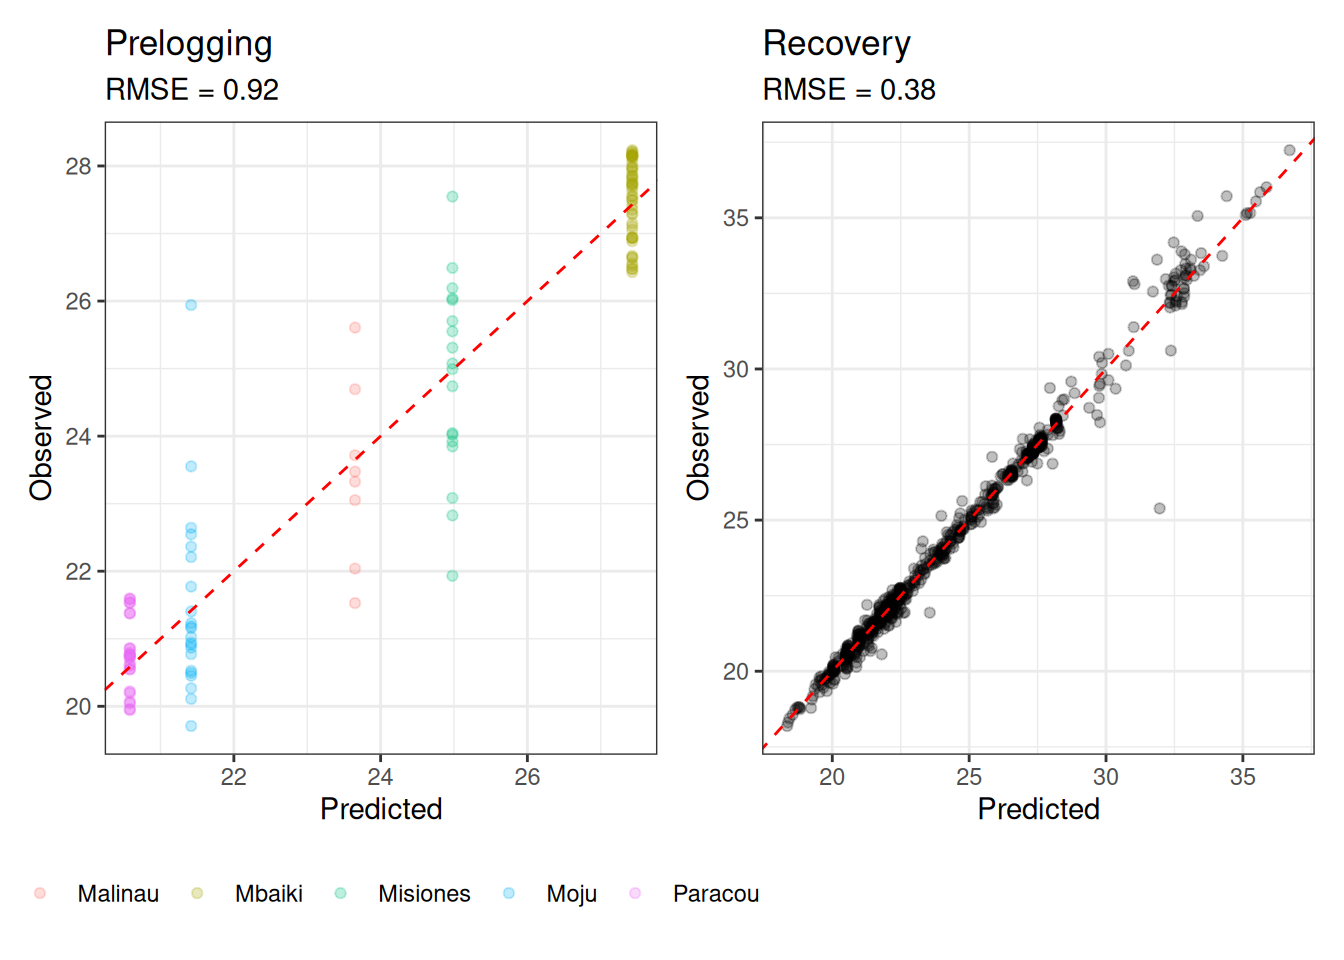 Prelogging
RMSE = 0.92
28
26
24
22
20
Observed
22 24 26
Predicted
Recovery
RMSE = 0.38
35
30
25
20
Observed
20 25 30 35
Predicted
Malinau Mbaiki Misiones Moju Paracou